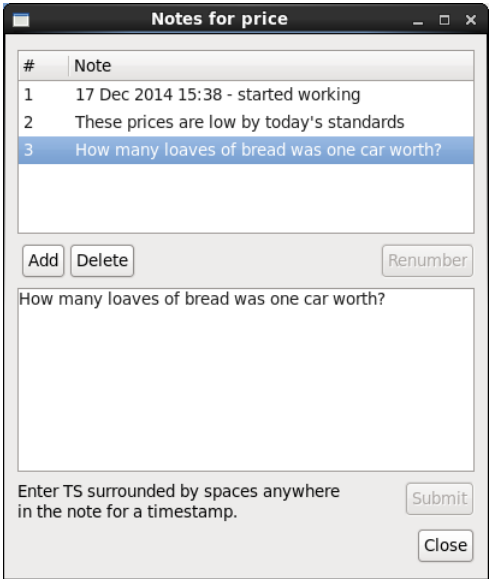 Notes for price
# Note
1 17 Dec 2014 15:38 - started working
2 These prices are low by today's standards
3 How many loaves of bread was one car worth?
Add Delete Renumber
How many loaves of bread was one car worth?
Enter TS surrounded by spaces anywhere
in the note for a timestamp.
Submit
Close